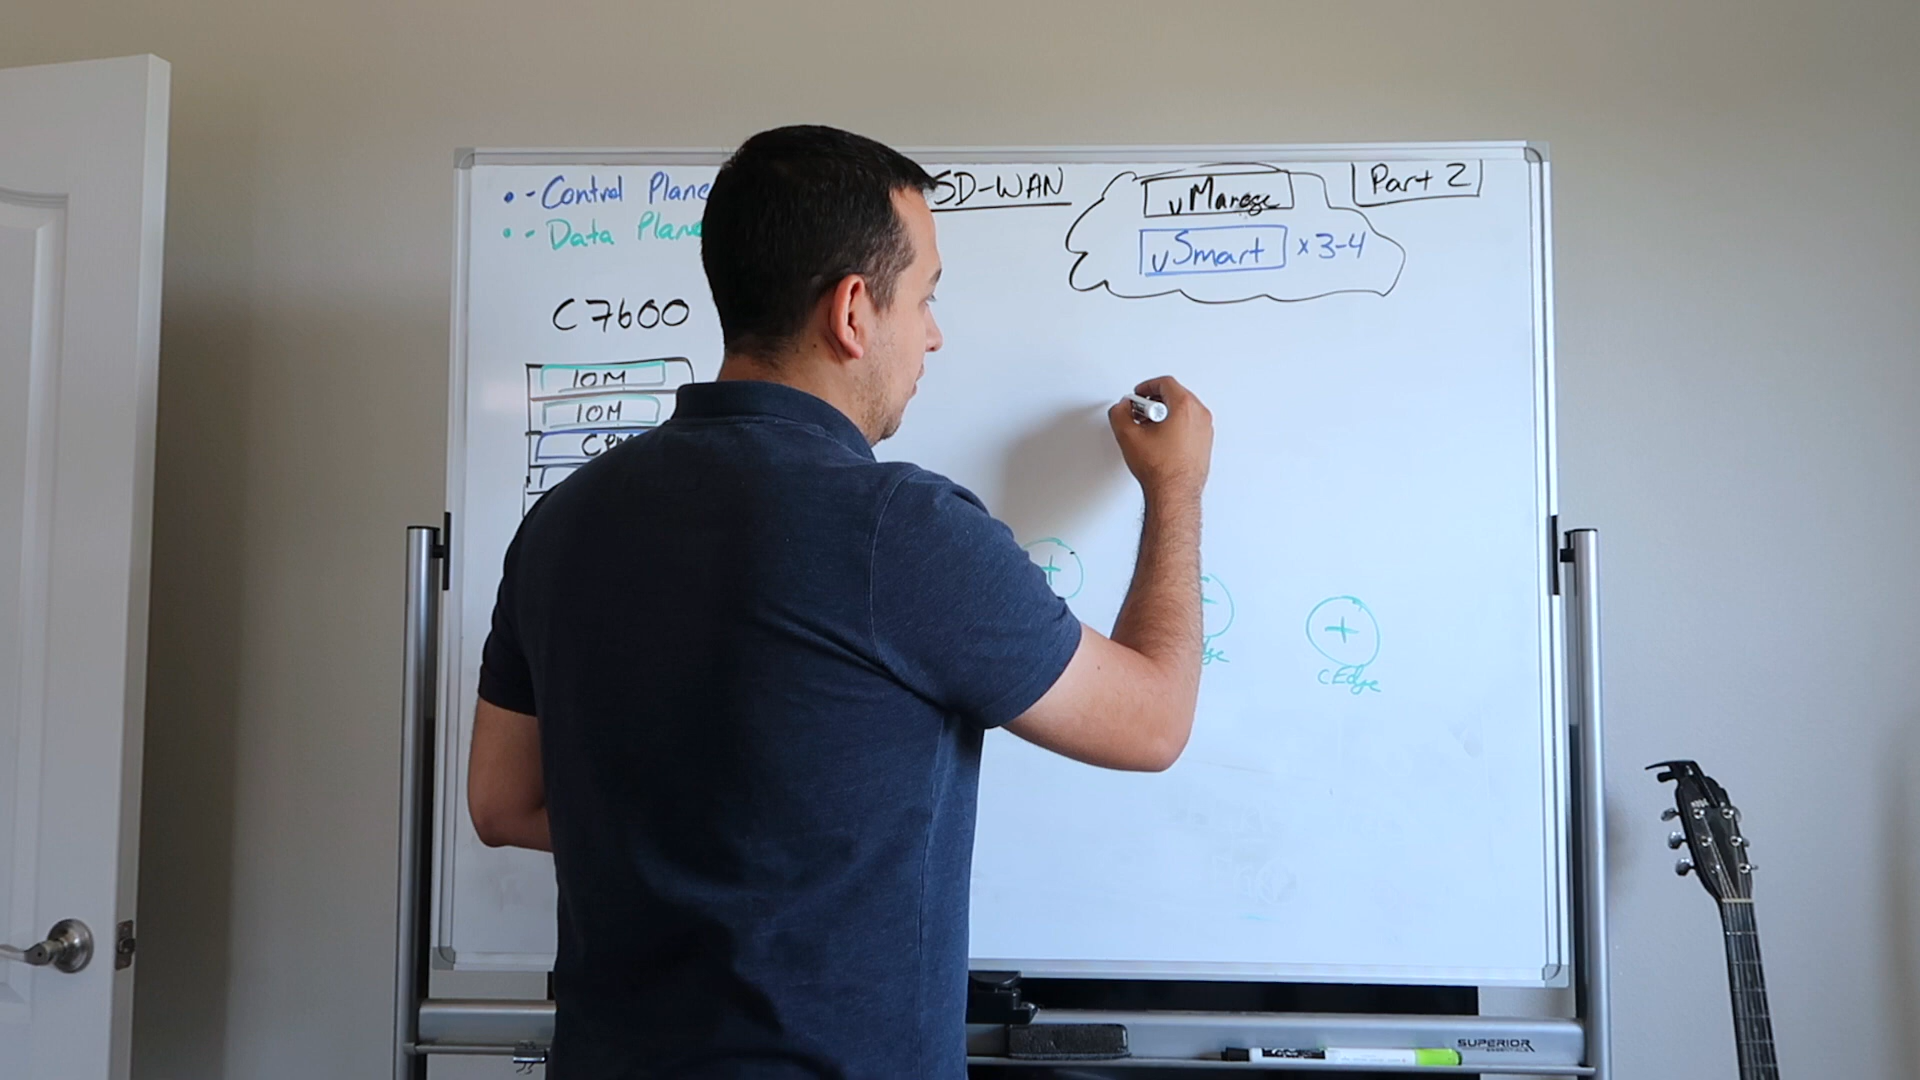 • - Control Plane
• - Data Plane
SD-WAN
vManage
vSmart x 3-4
Part 2
C7600
IOM
IOM
cEdge
SUPERIOR